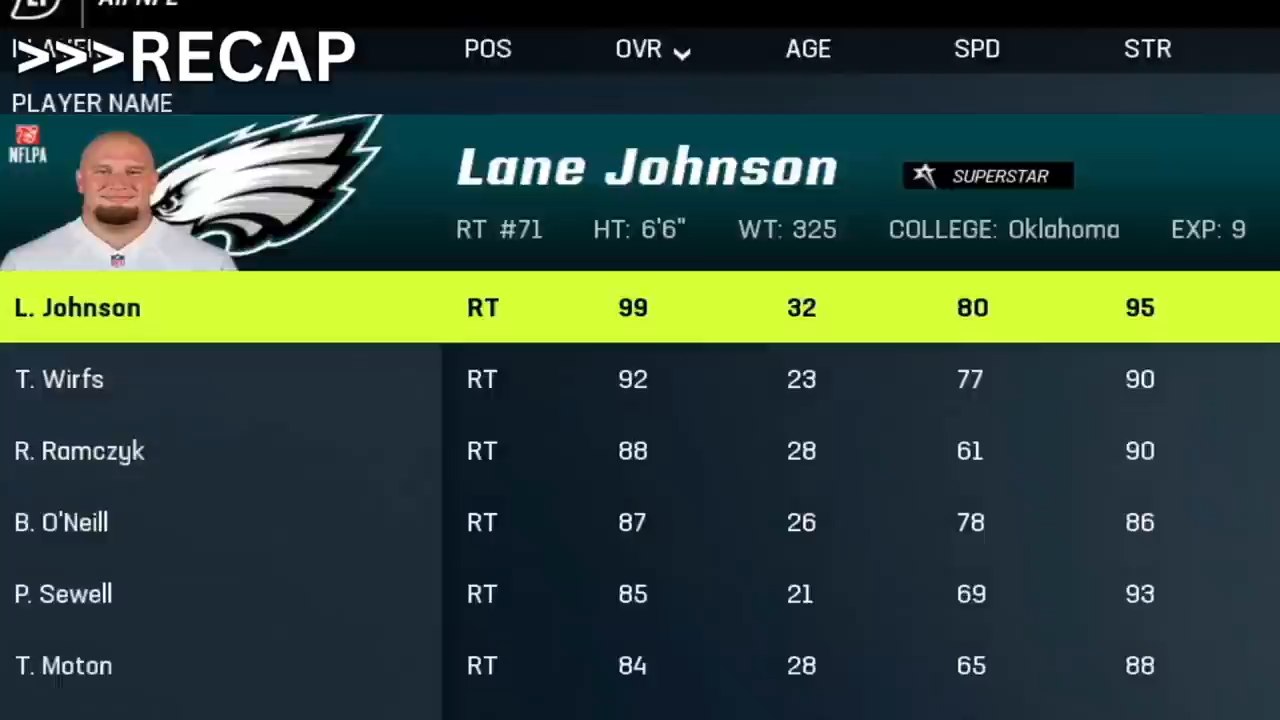 All NFL
>>>RECAP
POS OVR AGE SPD STR
PLAYER NAME
NFLPA
Lane Johnson
SUPERSTAR
RT #71 HT: 6'6" WT: 325 COLLEGE: Oklahoma EXP: 9
L. Johnson RT 99 32 80 95
T. Wirfs RT 92 23 77 90
R. Ramczyk RT 88 28 61 90
B. O'Neill RT 87 26 78 86
P. Sewell RT 85 21 69 93
T. Moton RT 84 28 65 88